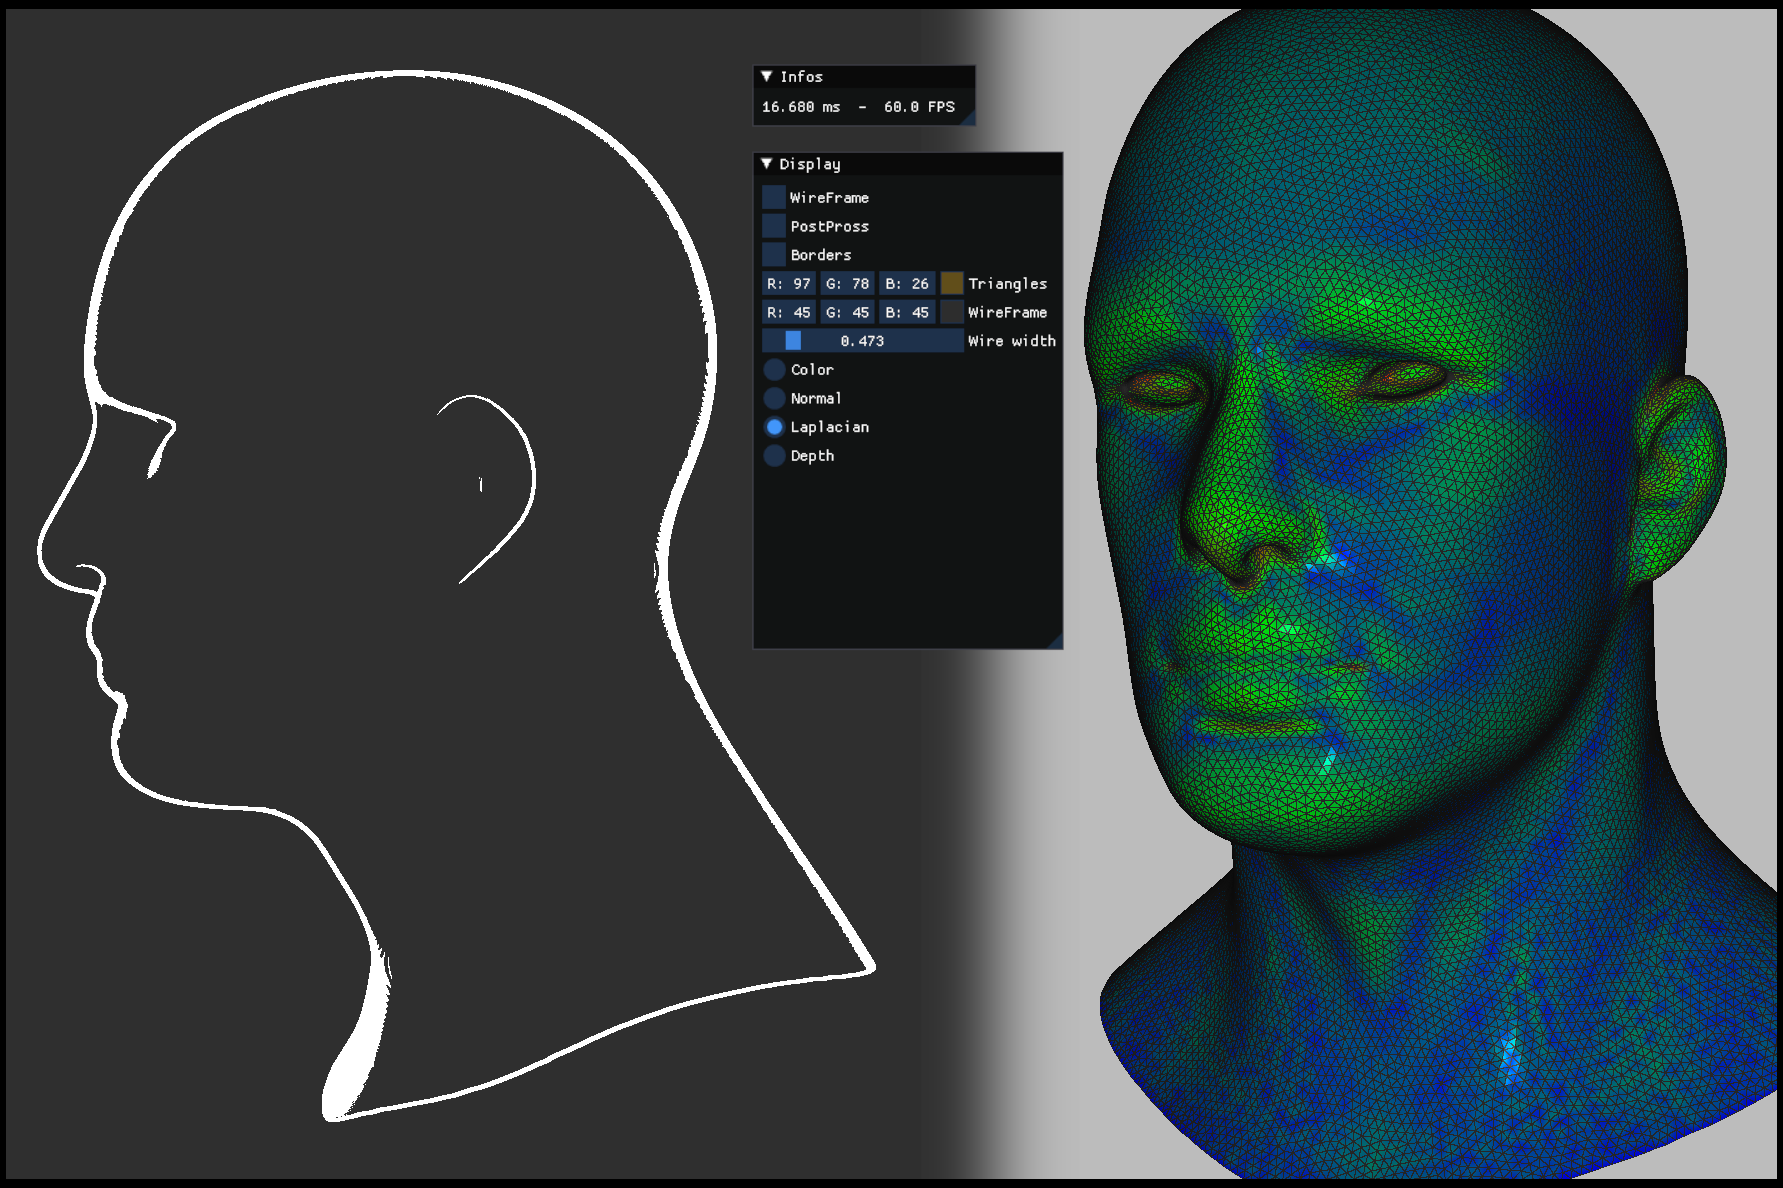 Infos
16.680 ms - 60.0 FPS
Display
WireFrame
PostPross
Borders
R: 97 G: 78 B: 26 Triangles
R: 45 G: 45 B: 45 WireFrame
0.473 Wire width
Color
Normal
Laplacian
Depth